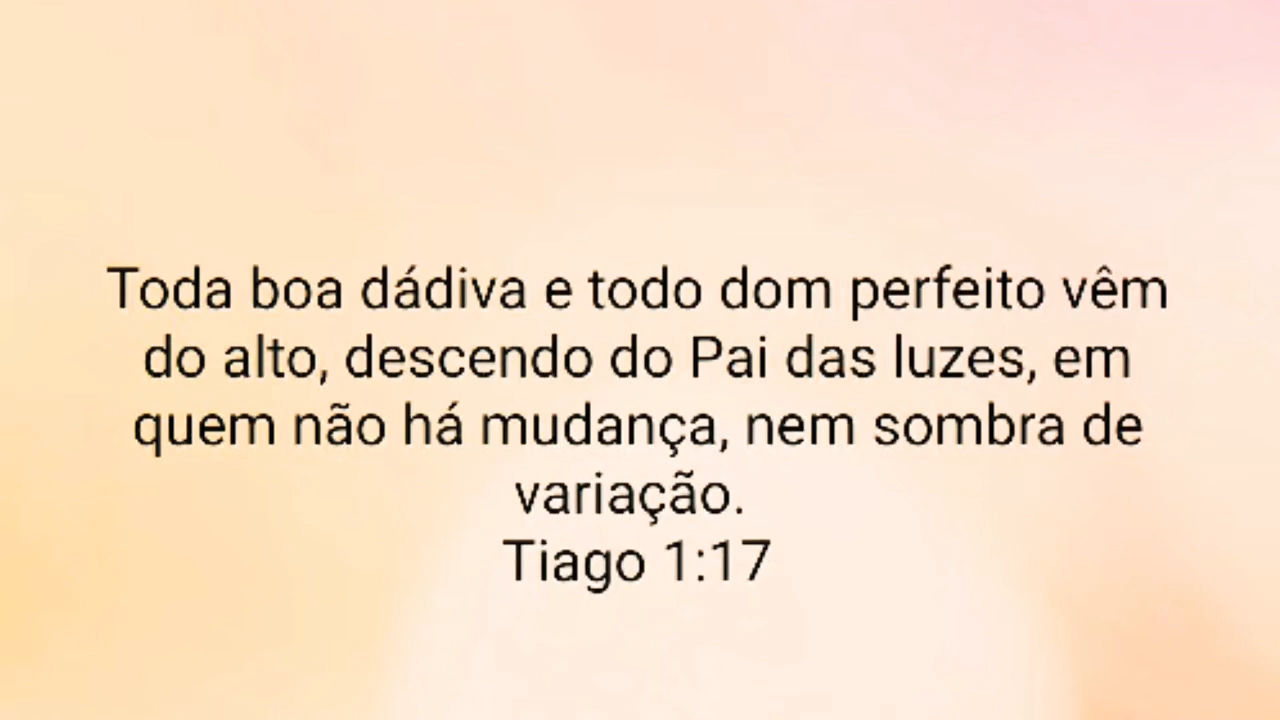 Toda boa dádiva e todo dom perfeito vêm
do alto, descendo do Pai das luzes, em
quem não há mudança, nem sombra de
variação.
Tiago 1:17